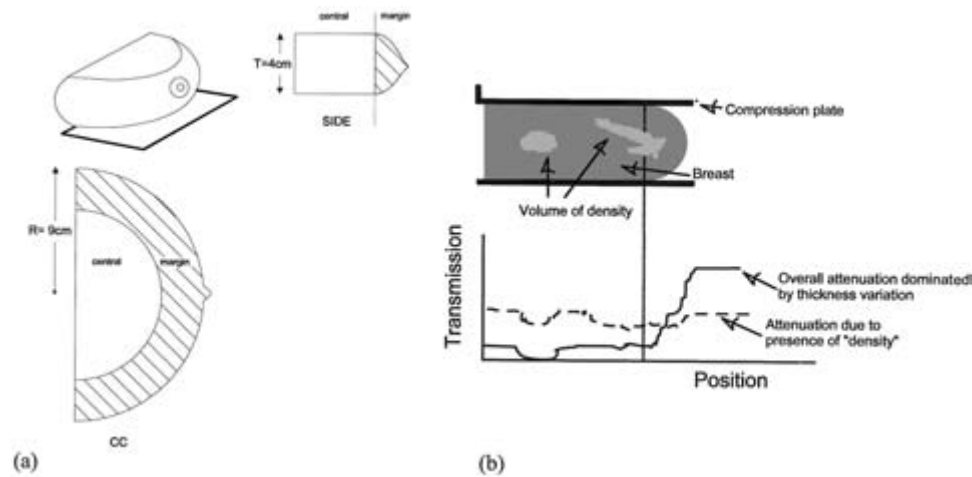 central
margin
T=4cm
SIDE
R= 9cm
central
margin
CC
(a)
Compression plate
Breast
Volume of density
Transmission
Overall attenuation dominated
by thickness variation
Attenuation due to
presence of "density"
Position
(b)